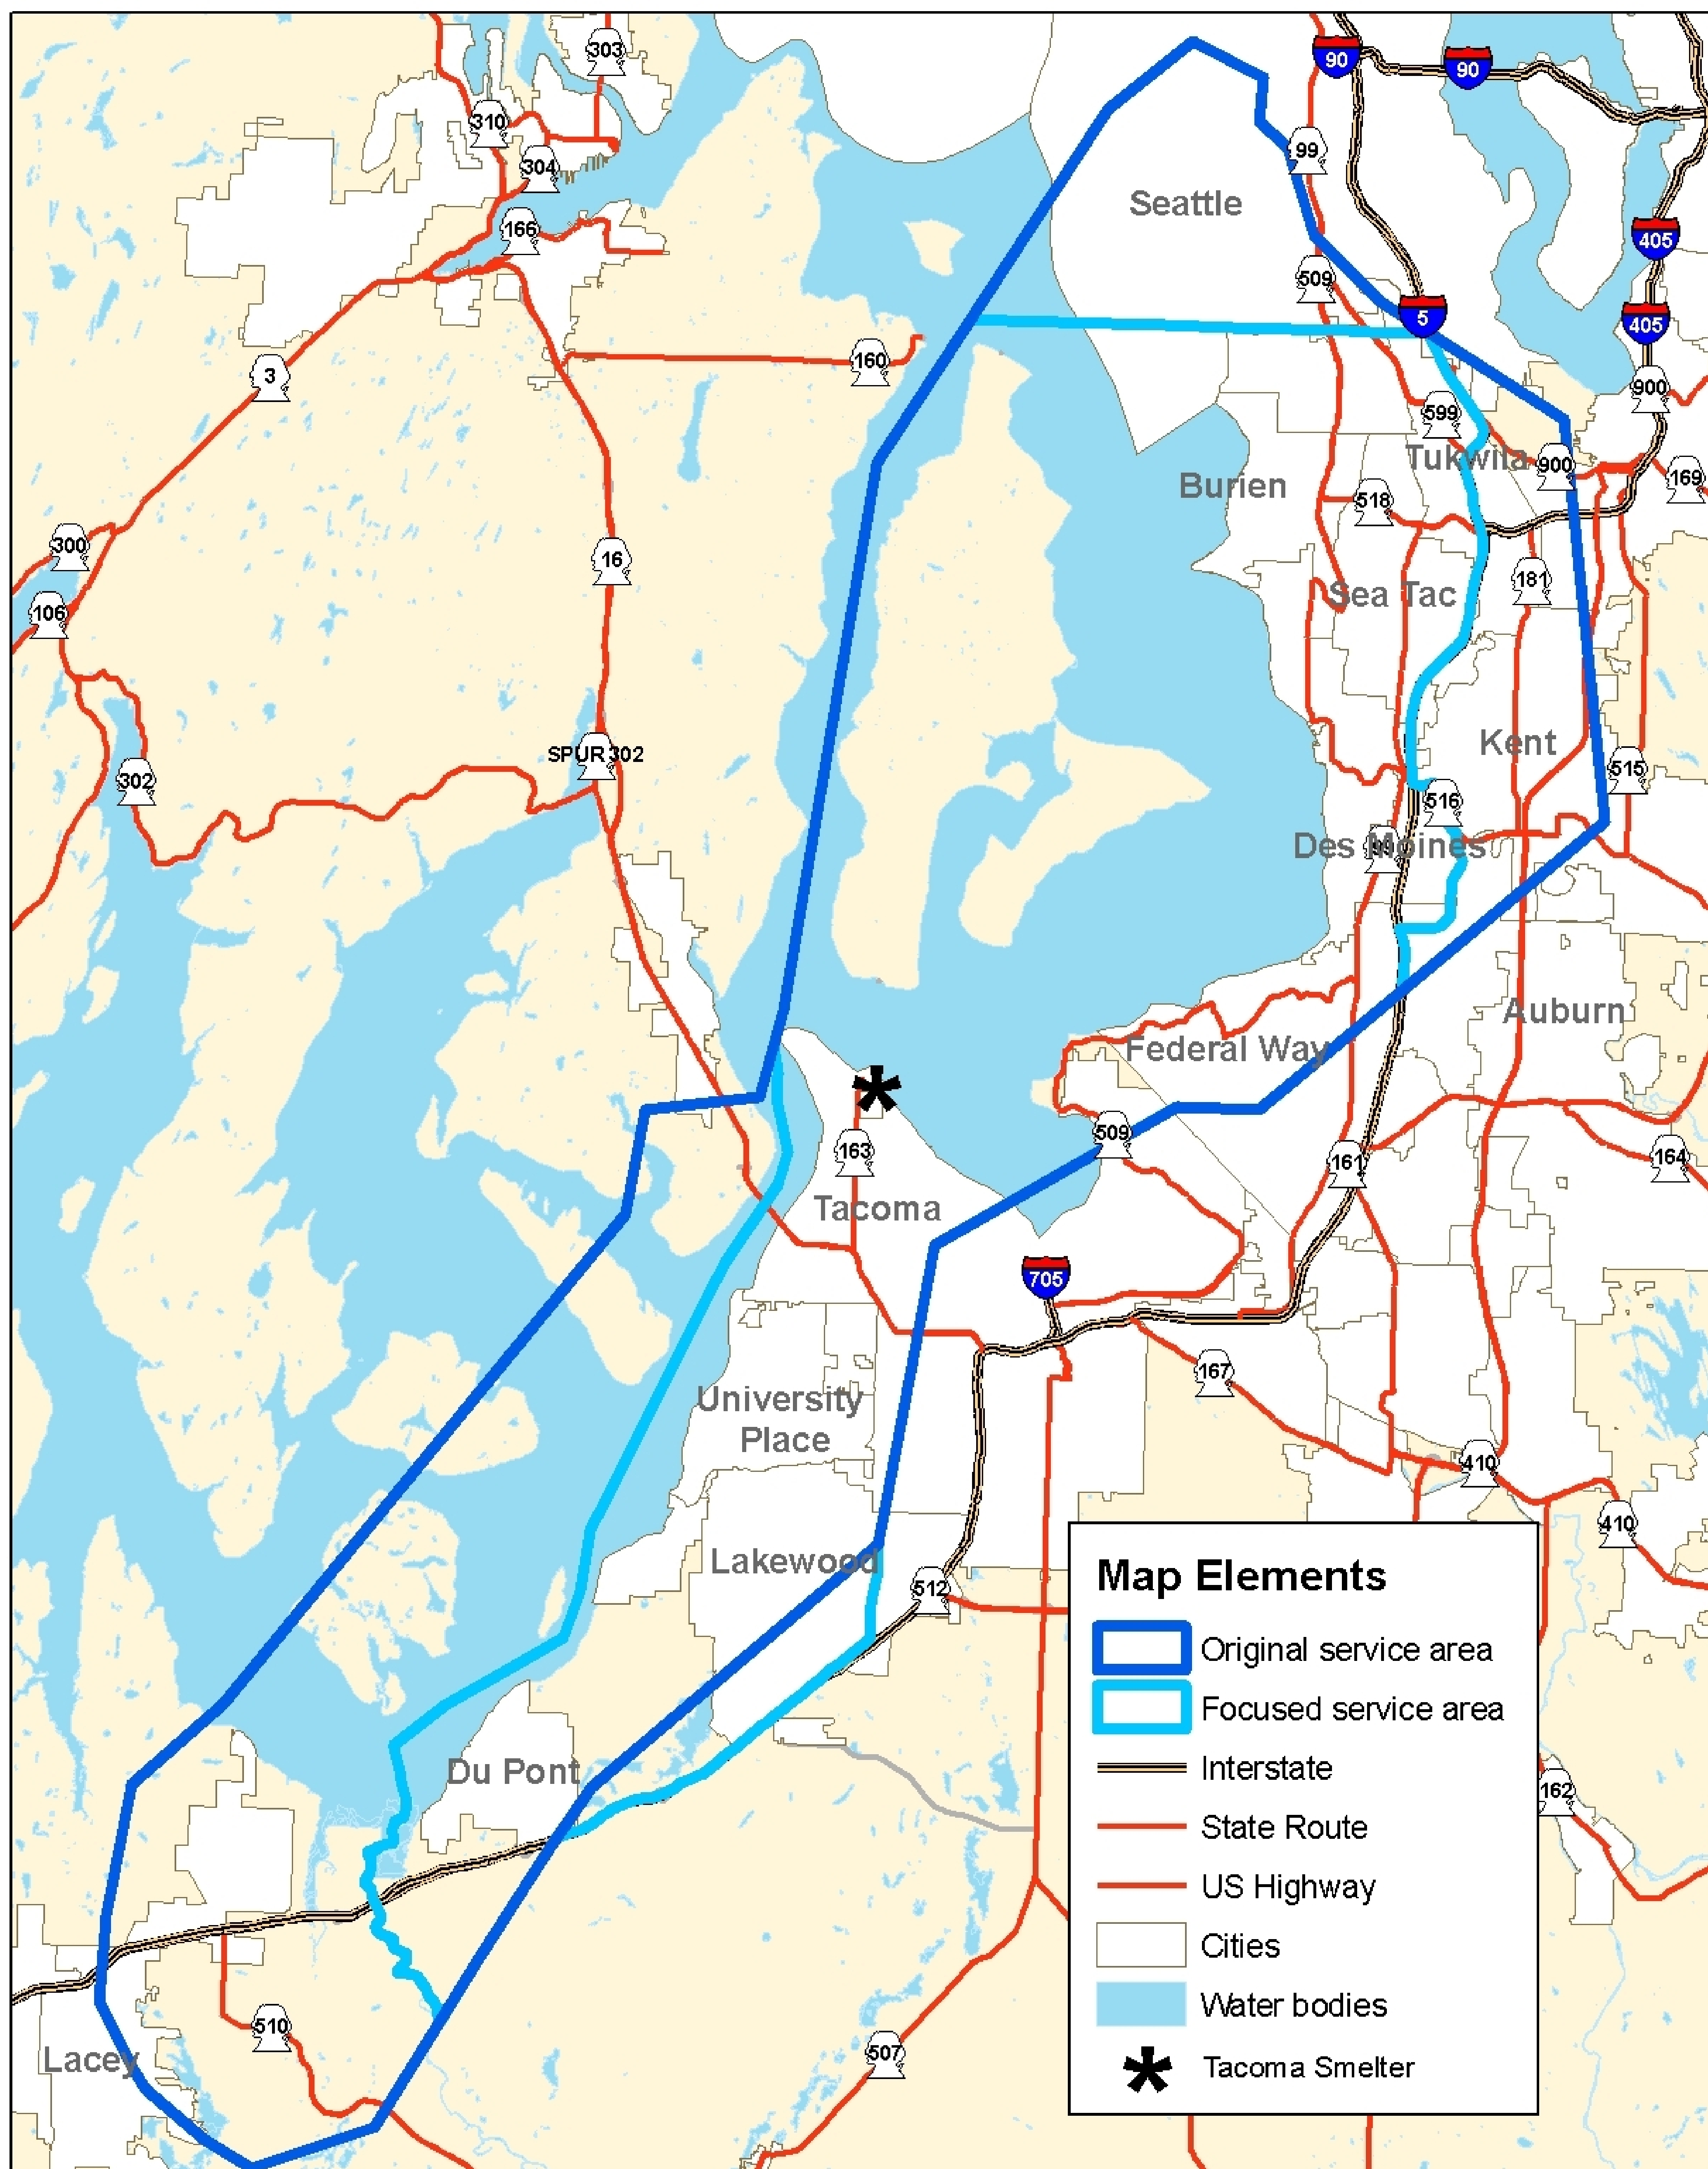 303
90
90
310
99
304
Seattle
166
405
509
5
405
160
3
900
599
Tukwila
900
169
Burien
518
300
16
181
106
Sea Tac
Kent
SPUR 302
515
302
516
Des Moines
99
Auburn
Federal Way
509
163
161
164
Tacoma
705
167
University
Place
410
410
Lakewood
512
Map Elements
Original service area
Focused service area
Du Pont
Interstate
162
State Route
US Highway
Cities
Water bodies
510
507
Lacey
Tacoma Smelter